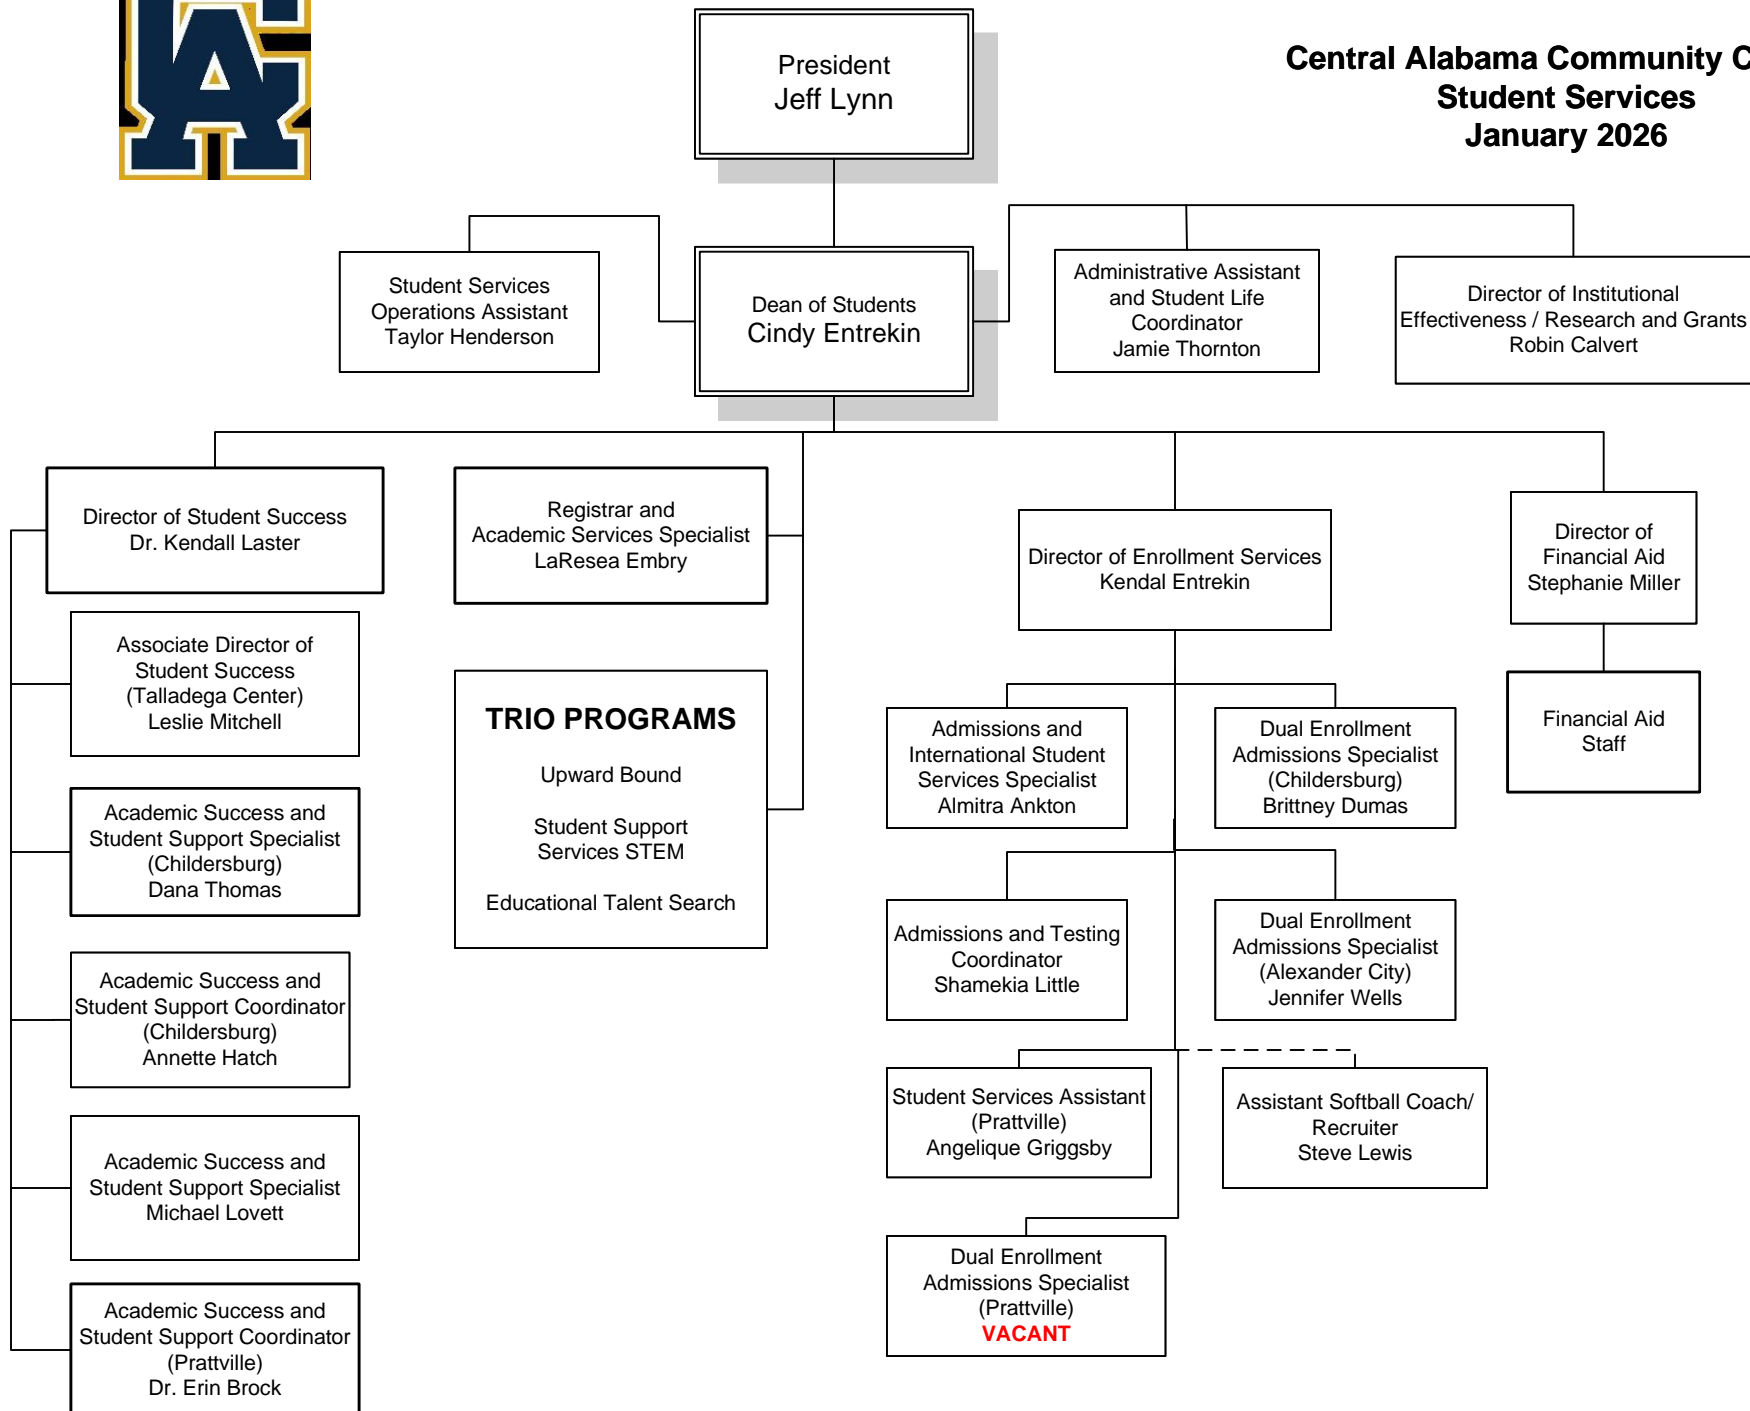 President
Jeff Lynn
Central Alabama Community
Student Services
January 2026
Student Services
Operations Assistant
Taylor Henderson
Dean of Students
Cindy Entrekin
Administrative Assistant
and Student Life
Coordinator
Jamie Thornton
Director of Institutional
Effectiveness / Research and Grants
Robin Calvert
Director of Student Success
Dr. Kendall Laster
Registrar and
Academic Services Specialist
LaResea Embry
Director of Enrollment Services
Kendal Entrekin
Director of
Financial Aid
Stephanie Miller
Associate Director of
Student Success
(Talladega Center)
Leslie Mitchell
TRIO PROGRAMS
Upward Bound
Student Support
Services STEM
Educational Talent Search
Admissions and
International Student
Services Specialist
Almitra Ankton
Dual Enrollment
Admissions Specialist
(Childersburg)
Brittney Dumas
Financial Aid
Staff
Academic Success and
Student Support Specialist
(Childersburg)
Dana Thomas
Admissions and Testing
Coordinator
Shamekia Little
Dual Enrollment
Admissions Specialist
(Alexander City)
Jennifer Wells
Academic Success and
Student Support Coordinator
(Childersburg)
Annette Hatch
Student Services Assistant
(Prattville)
Angelique Griggsby
Assistant Softball Coach/
Recruiter
Steve Lewis
Academic Success and
Student Support Specialist
Michael Lovett
Dual Enrollment
Admissions Specialist
(Prattville)
VACANT
Academic Success and
Student Support Coordinator
(Prattville)
Dr. Erin Brock